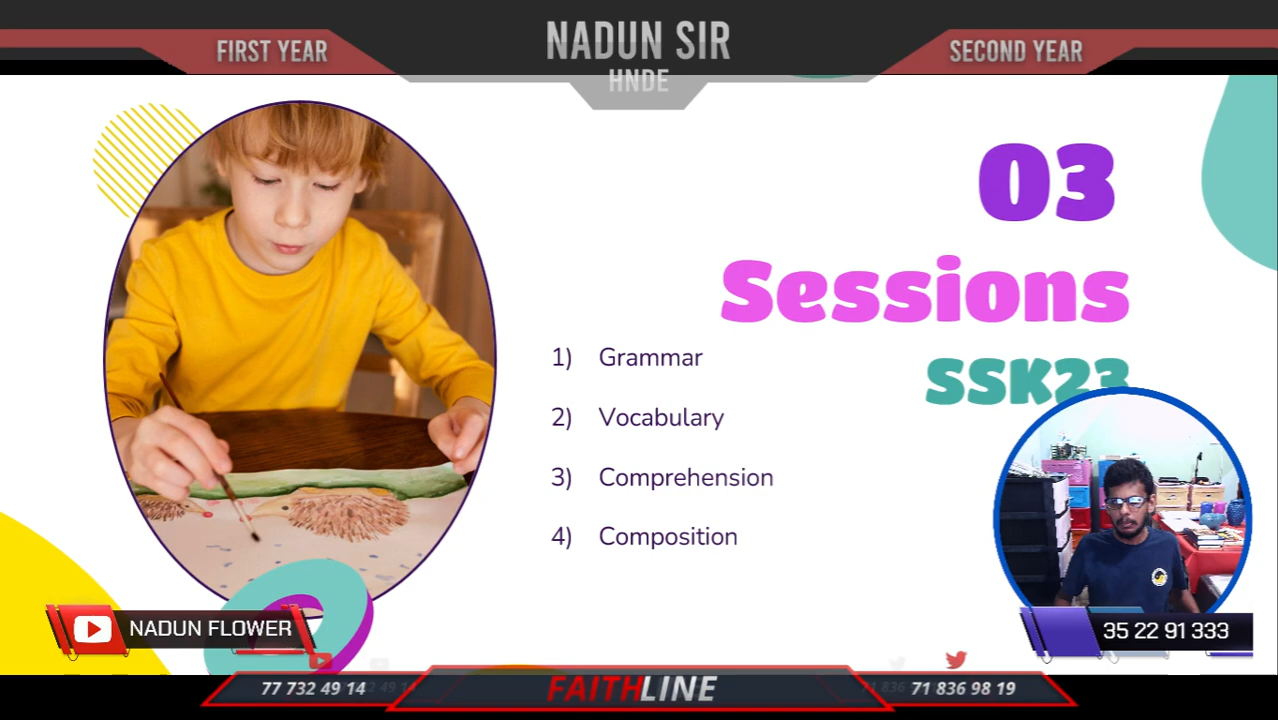 FIRST YEAR
NADUN SIR
SECOND YEAR
HNDE
03
Sessions
SSK23
1) Grammar
2) Vocabulary
3) Comprehension
4) Composition
NADUN FLOWER
35 22 91 333
77 732 49 14
FAITHLINE
71 836 98 19